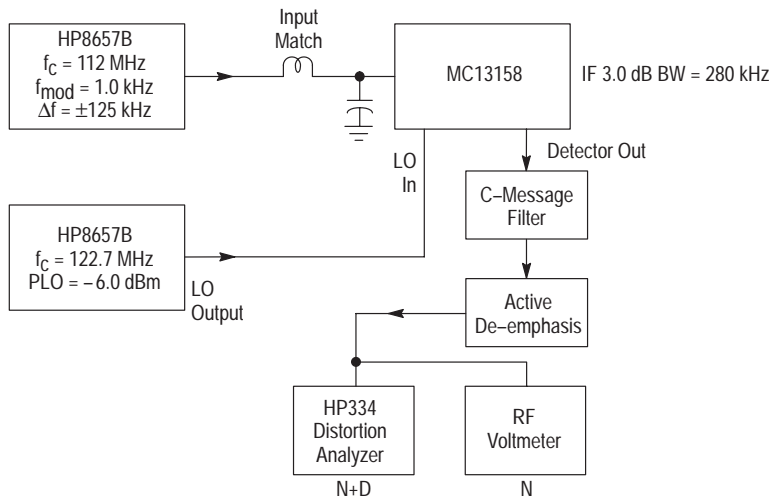 HP8657B
fC = 112 MHz
fmod = 1.0 kHz
Δf = ±125 kHz
Input
Match
MC13158
IF 3.0 dB BW = 280 kHz
LO
In
Detector Out
C–Message
Filter
HP8657B
fC = 122.7 MHz
PLO = –6.0 dBm
LO
Output
Active
De–emphasis
HP334
Distortion
Analyzer
RF
Voltmeter
N+D
N